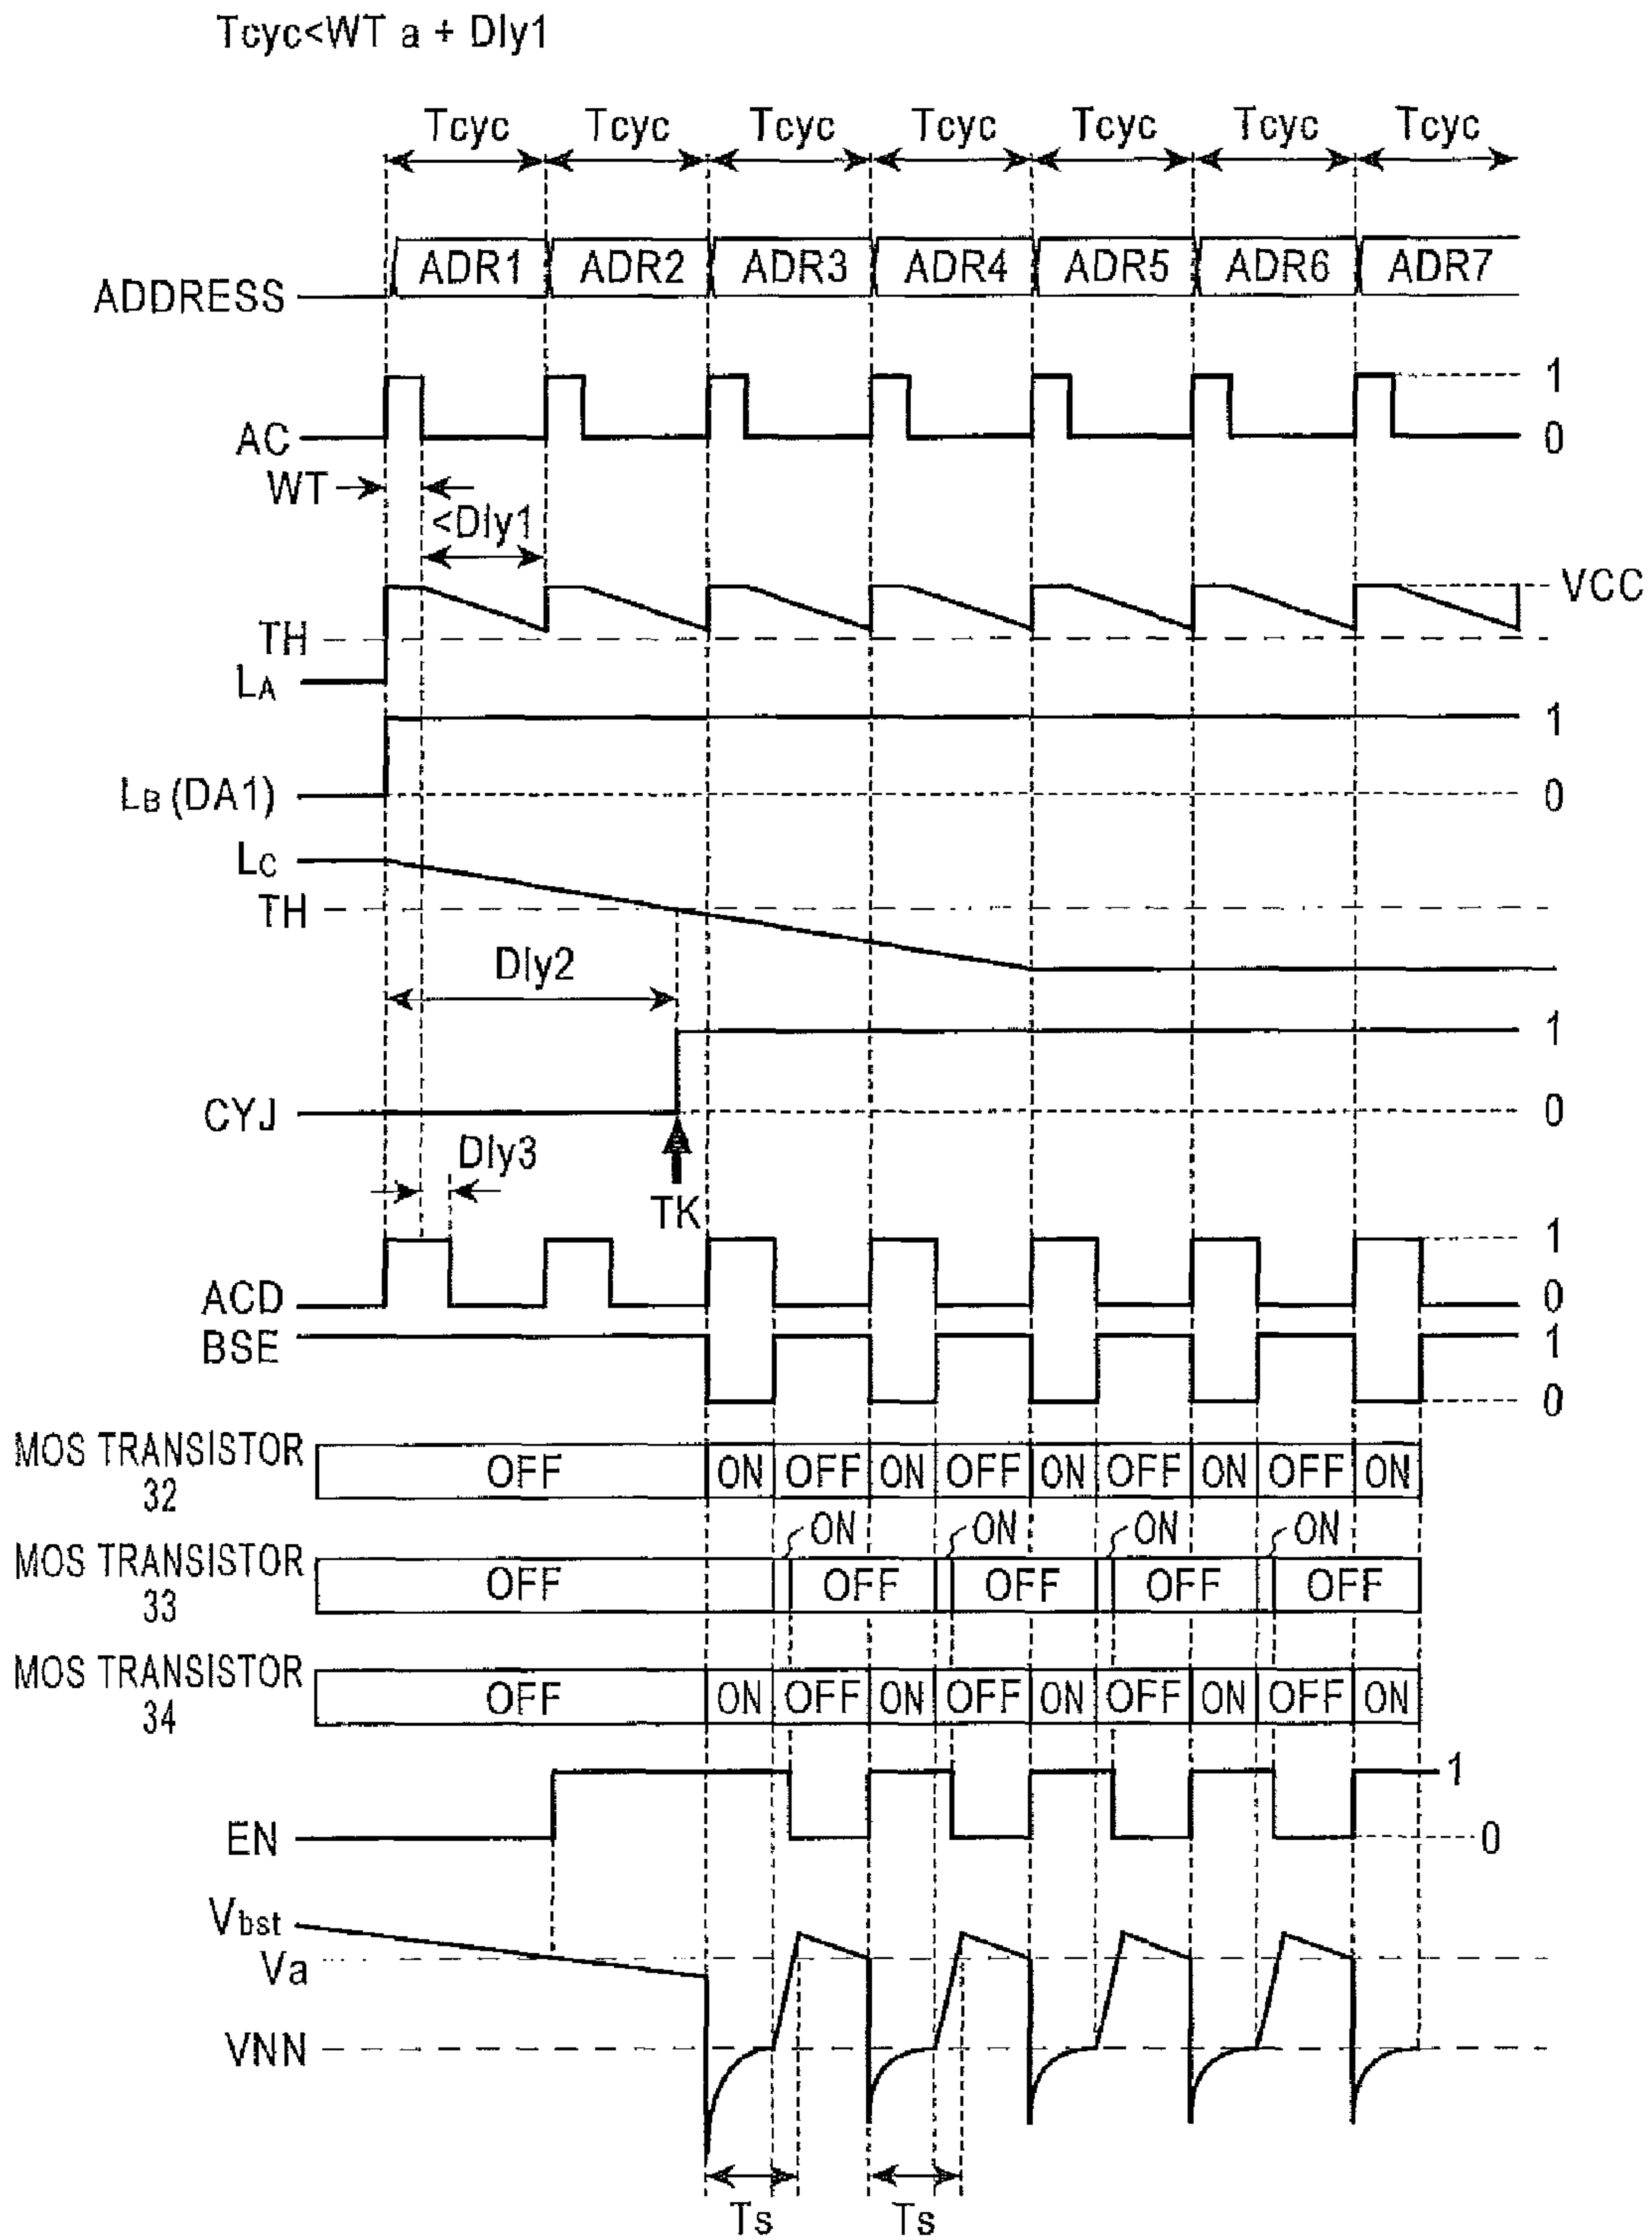 Tcyc<WT a + Dly1
Tcyc Tcyc Tcyc Tcyc Tcyc Tcyc Tcyc
ADDRESS ADR1 ADR2 ADR3 ADR4 ADR5 ADR6 ADR7
1
AC 0
WT
<Dly1
VCC
TH
LA
1
LB (DA1) 0
LC
TH
Dly2
1
CYJ 0
Dly3
TK
1
ACD 0
BSE 1
0
MOS TRANSISTOR
32
OFF ON OFF ON OFF ON OFF ON OFF ON
ON ON ON ON
MOS TRANSISTOR
33
OFF OFF OFF OFF OFF
MOS TRANSISTOR
34
OFF ON OFF ON OFF ON OFF ON OFF ON
1
EN 0
Vbst
Va
VNN
Ts Ts